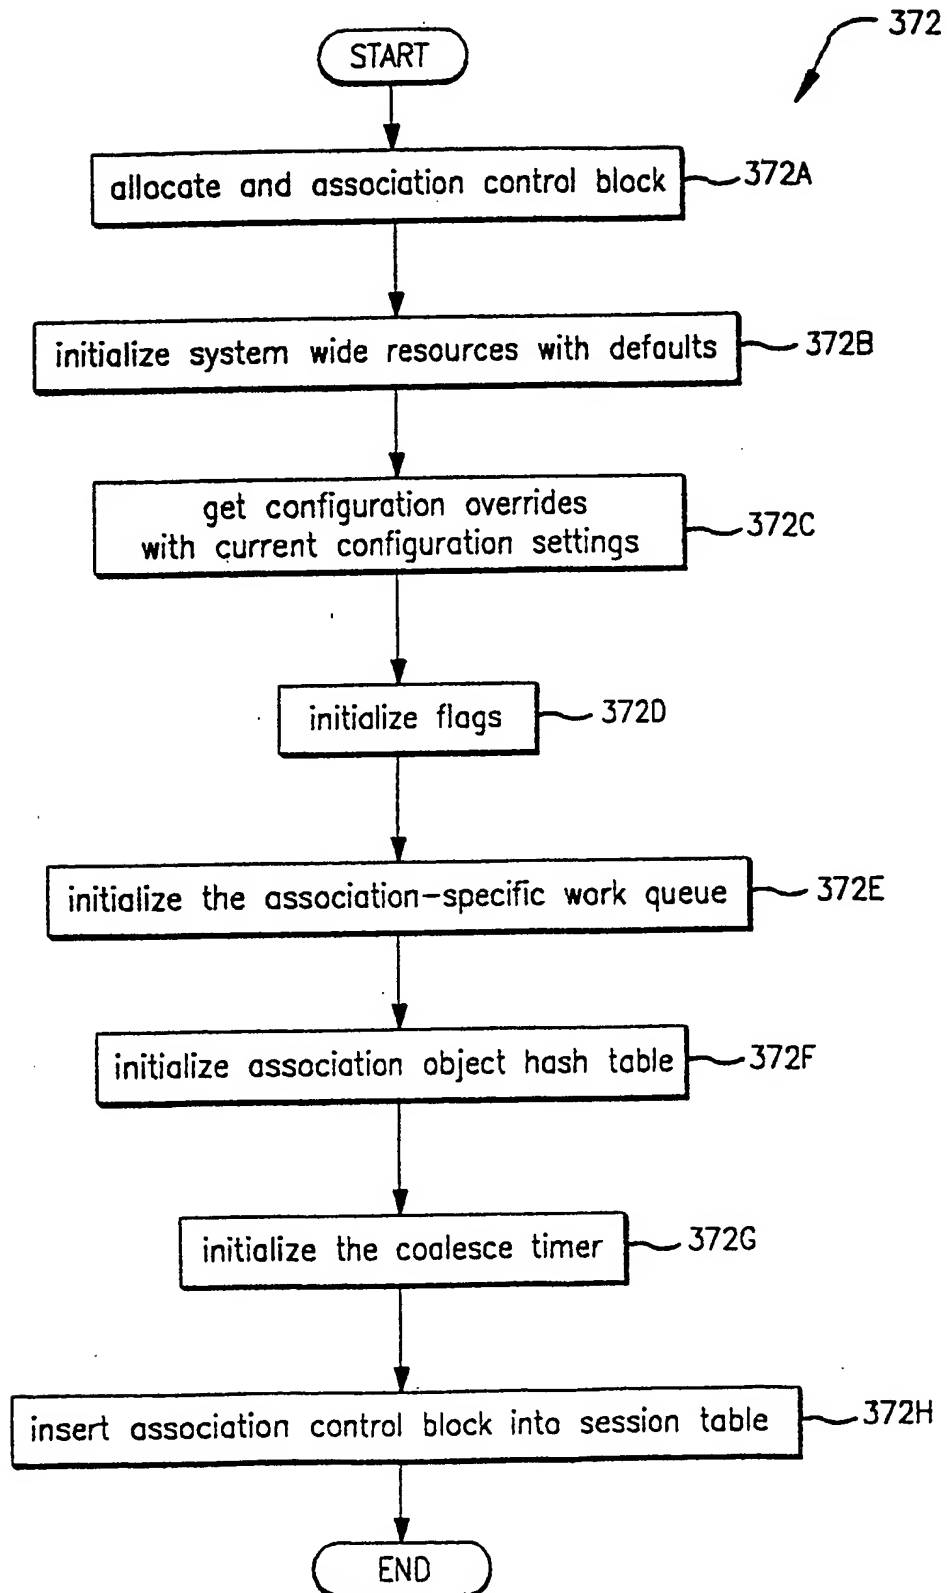 372
START
allocate and association control block
372A
initialize system wide resources with defaults
372B
get configuration overrides
with current configuration settings
372C
initialize flags
372D
initialize the association-specific work queue
372E
initialize association object hash table
372F
initialize the coalesce timer
372G
insert association control block into session table
372H
END